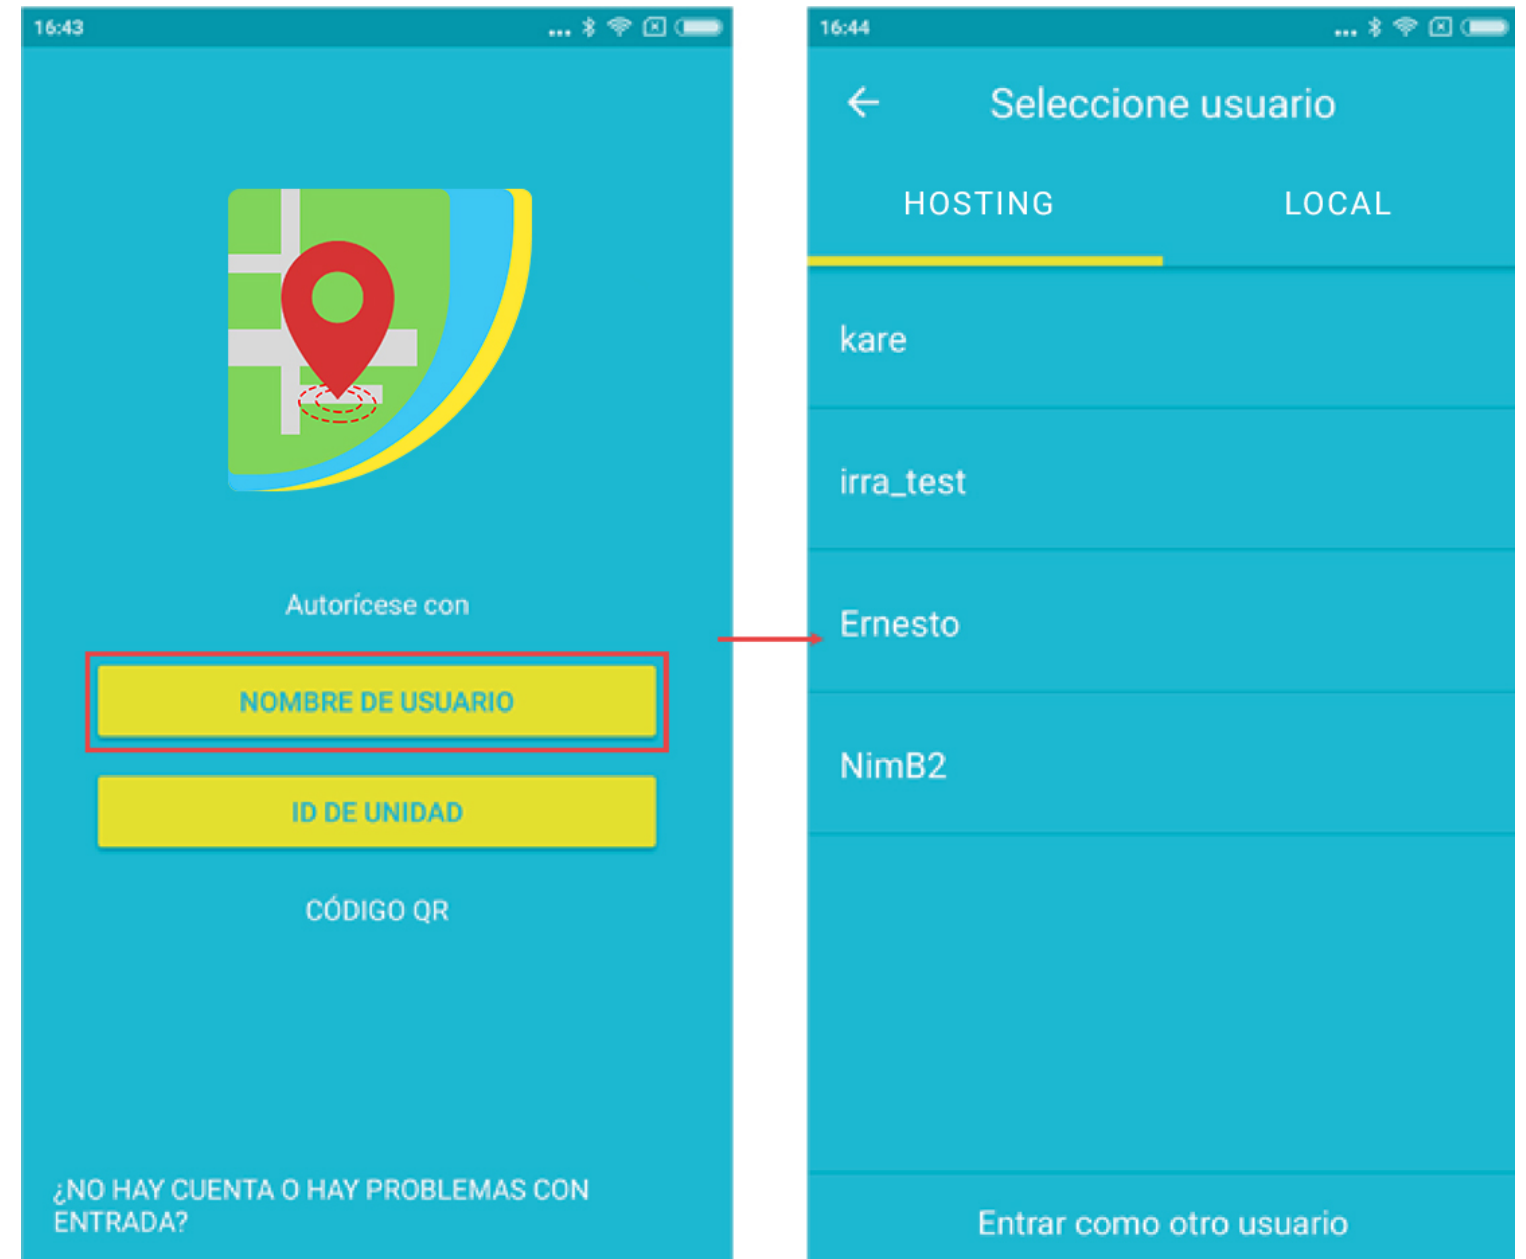 16:43
Autorícese con
NOMBRE DE USUARIO
ID DE UNIDAD
CÓDIGO QR
¿NO HAY CUENTA O HAY PROBLEMAS CON
ENTRADA?
16:44
Seleccione usuario
HOSTING
LOCAL
kare
irra_test
Ernesto
NimB2
Entrar como otro usuario